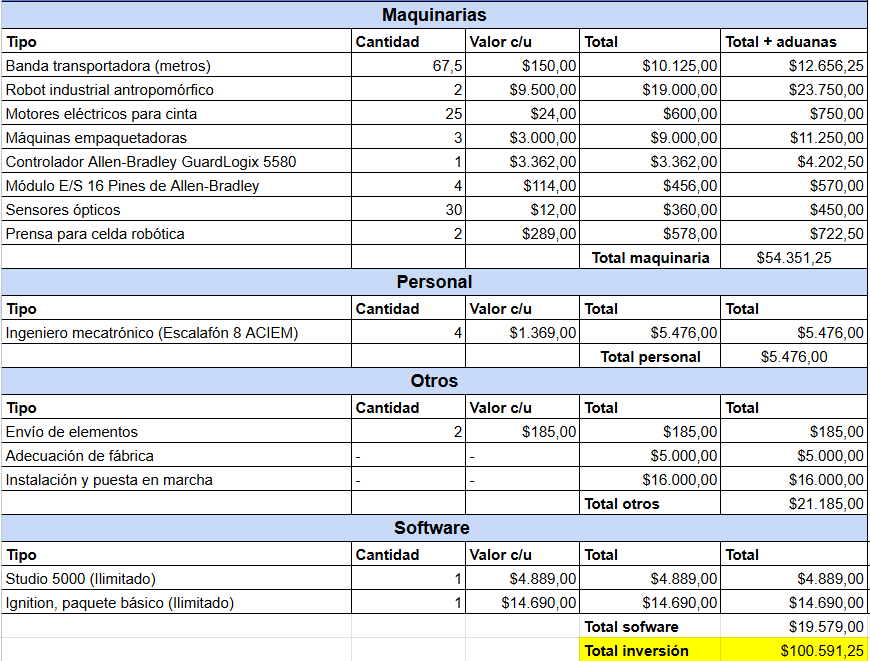 Maquinarias
Tipo Cantidad Valor c/u Total Total + aduanas
Banda transportadora (metros) 67,5 $150,00 $10.125,00 $12.656,25
Robot industrial antropomórfico 2 $9.500,00 $19.000,00 $23.750,00
Motores eléctricos para cinta 25 $24,00 $600,00 $750,00
Máquinas empaquetadoras 3 $3.000,00 $9.000,00 $11.250,00
Controlador Allen-Bradley GuardLogix 5580 1 $3.362,00 $3.362,00 $4.202,50
Módulo E/S 16 Pines de Allen-Bradley 4 $114,00 $456,00 $570,00
Sensores ópticos 30 $12,00 $360,00 $450,00
Prensa para celda robótica 2 $289,00 $578,00 $722,50
Total maquinaria $54.351,25
Personal
Tipo Cantidad Valor c/u Total Total
Ingeniero mecatrónico (Escalafón 8 ACIEM) 4 $1.369,00 $5.476,00 $5.476,00
Total personal $5.476,00
Otros
Tipo Cantidad Valor c/u Total Total
Envío de elementos 2 $185,00 $185,00 $185,00
Adecuación de fábrica - - $5.000,00 $5.000,00
Instalación y puesta en marcha - - $16.000,00 $16.000,00
Total otros $21.185,00
Software
Tipo Cantidad Valor c/u Total Total
Studio 5000 (Ilimitado) 1 $4.889,00 $4.889,00 $4.889,00
Ignition, paquete básico (Ilimitado) 1 $14.690,00 $14.690,00 $14.690,00
Total sofware $19.579,00
Total inversión $100.591,25